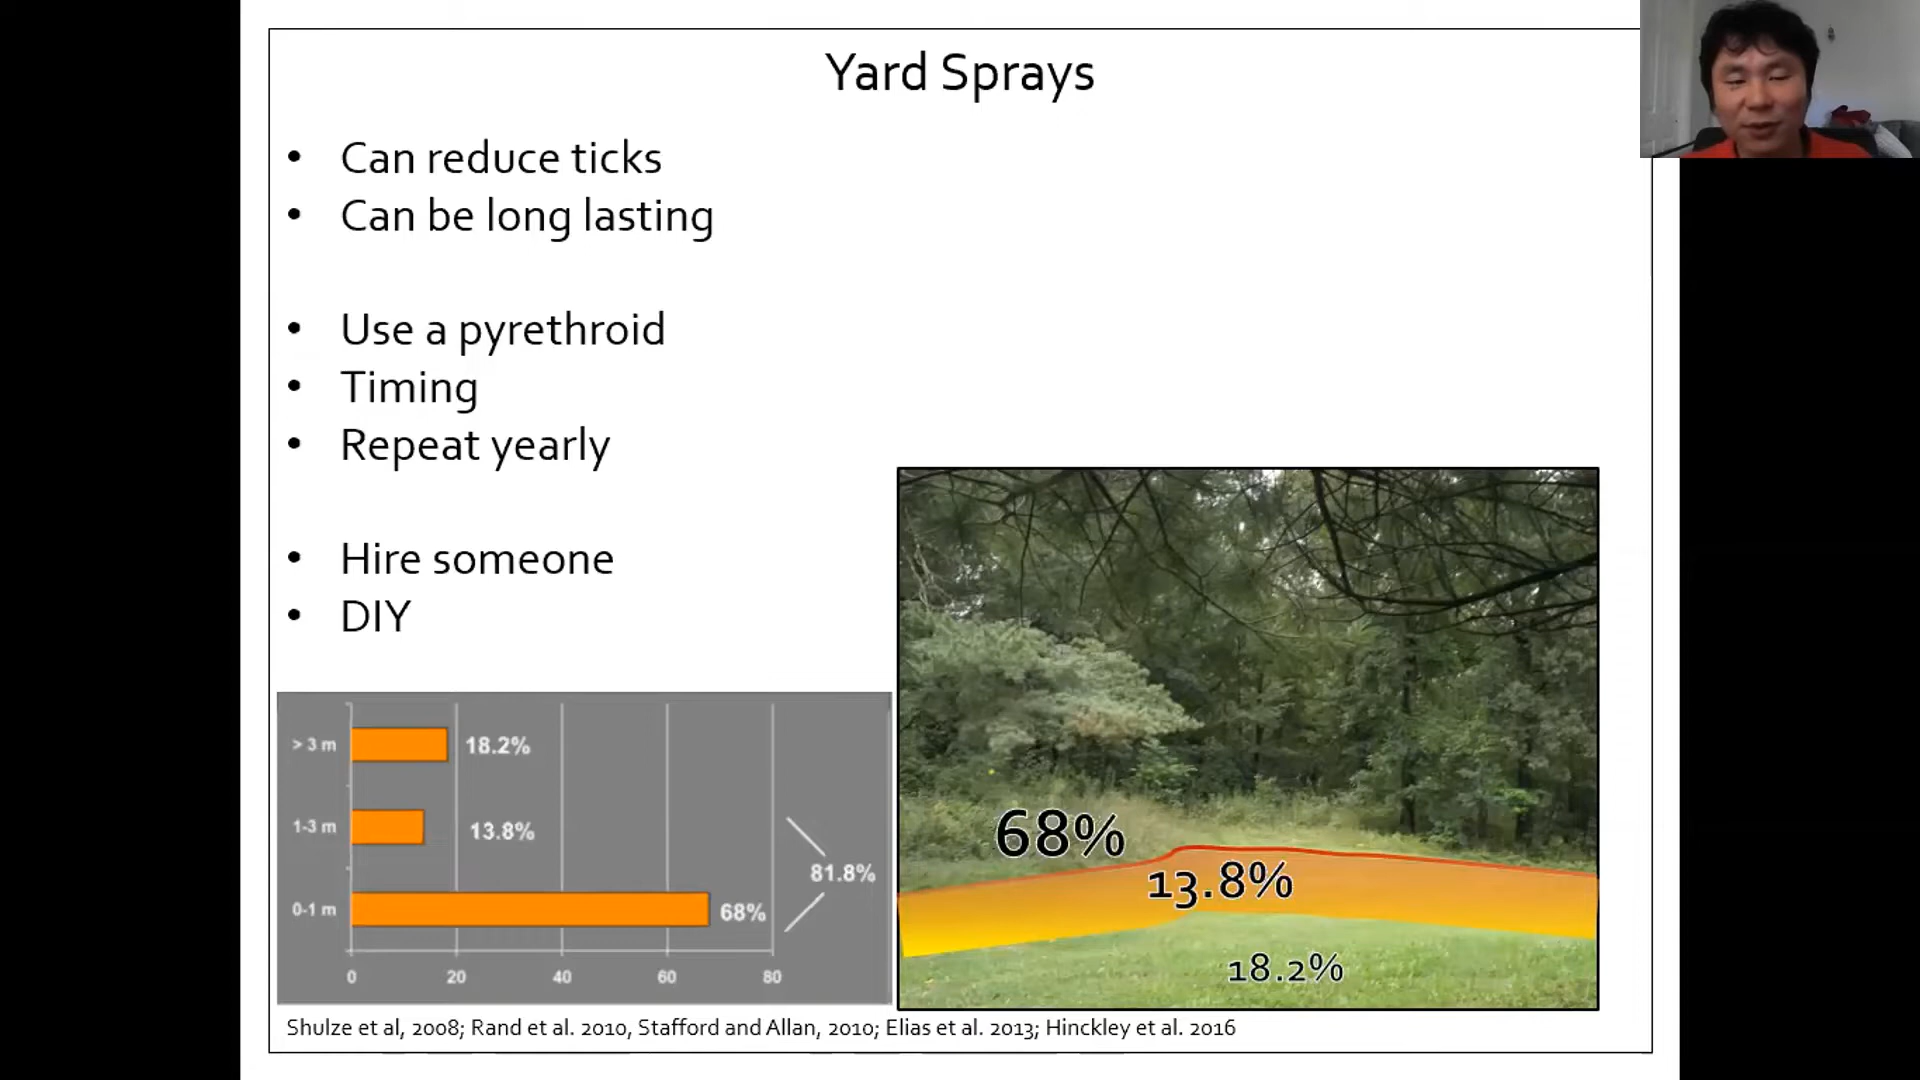 Yard Sprays
• Can reduce ticks
• Can be long lasting
• Use a pyrethroid
• Timing
• Repeat yearly
• Hire someone
• DIY
> 3 m 18.2%
1-3 m 13.8%
81.8%
0-1 m 68%
0 20 40 60 80
68%
13.8%
18.2%
Shulze et al, 2008; Rand et al. 2010, Stafford and Allan, 2010; Elias et al. 2013; Hinckley et al. 2016